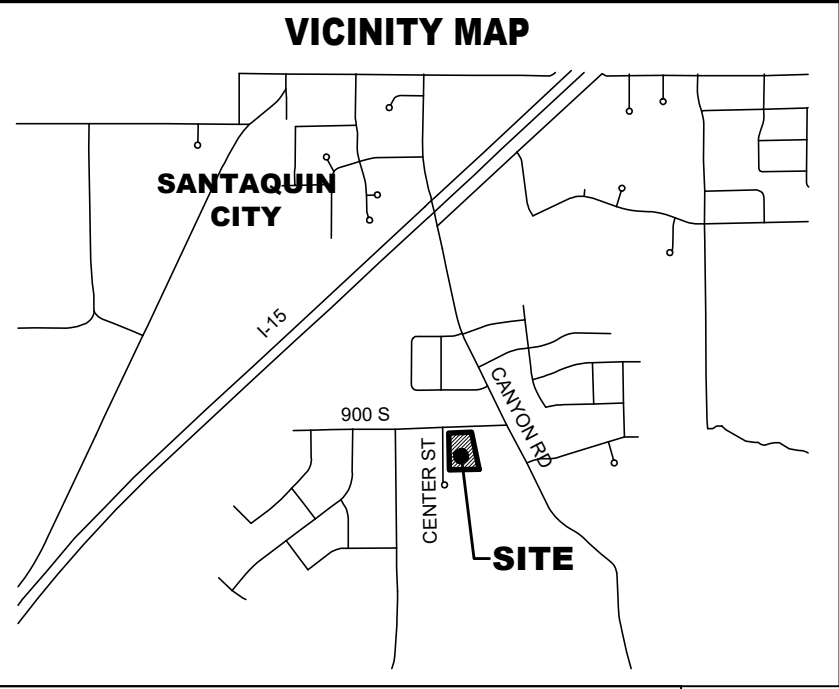 VICINITY MAP
SANTAQUIN
CITY
I-15
900 S
CANYON RD
CENTER ST
SITE